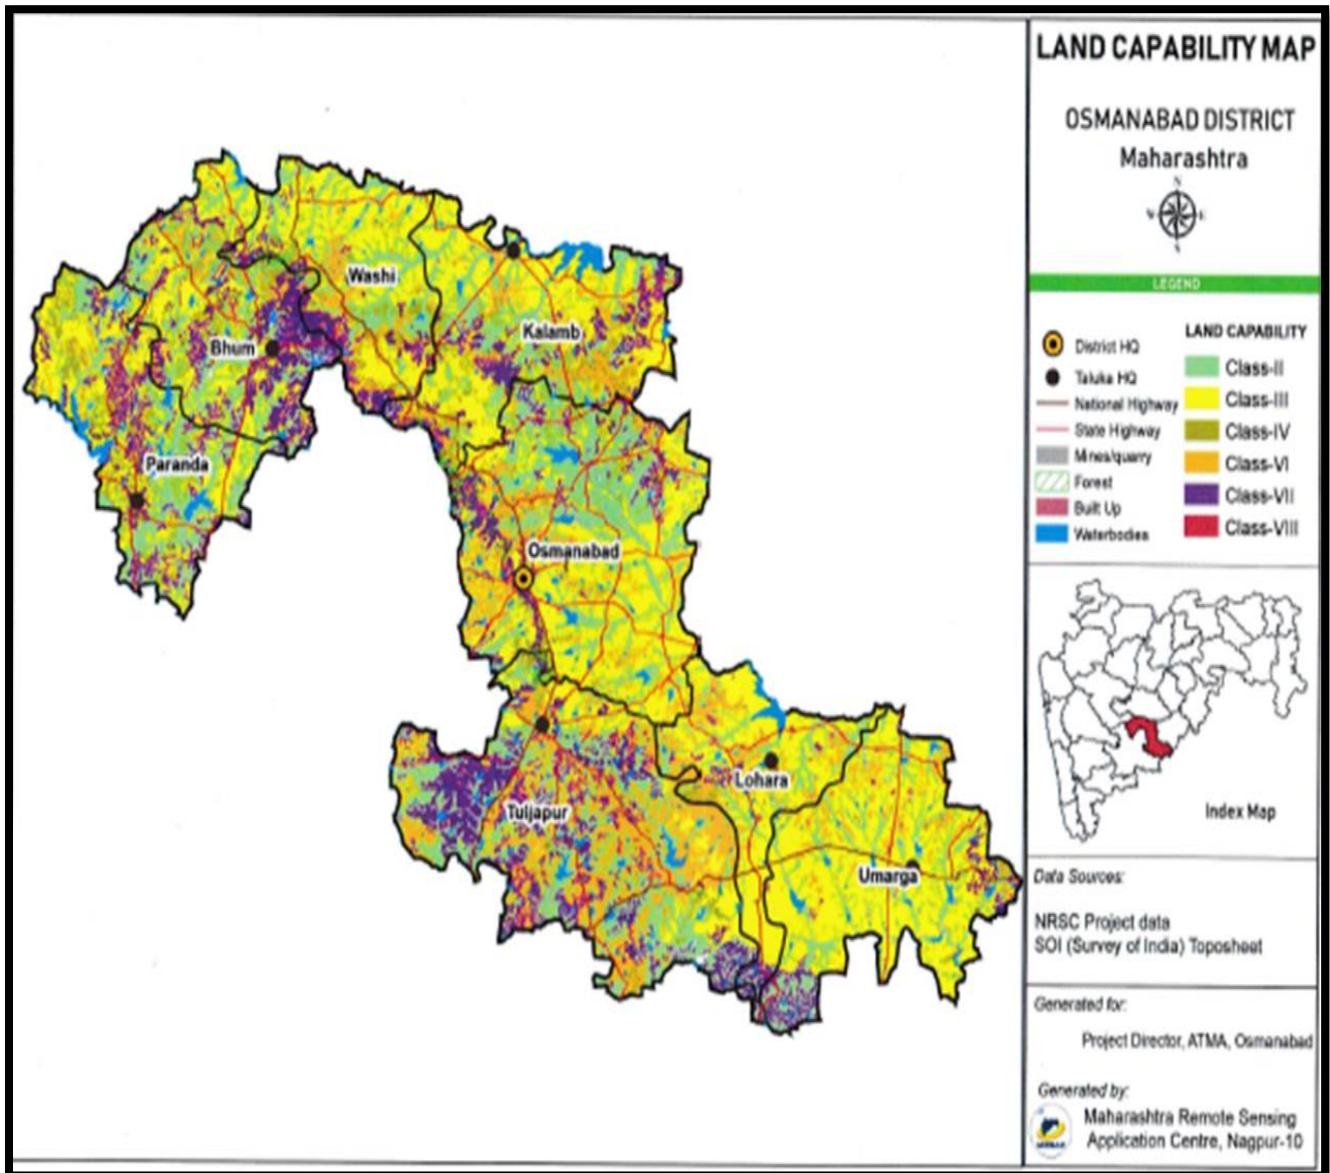 LAND CAPABILITY MAP
OSMANABAD DISTRICT
Maharashtra
N
W E
S
LEGEND
District HQ
Taluka HQ
National Highway
State Highway
Mines/quarry
Forest
Built Up
Waterbodies
LAND CAPABILITY
Class-II
Class-III
Class-IV
Class-VI
Class-VII
Class-VIII
Washi
Kalamb
Bhum
Paranda
Osmanabad
Lohara
Tuljapur
Umarga
Index Map
Data Sources:
NRSC Project data
SOI (Survey of India) Toposheet
Generated for:
Project Director, ATMA, Osmanabad
Generated by:
Maharashtra Remote Sensing
Application Centre, Nagpur-10